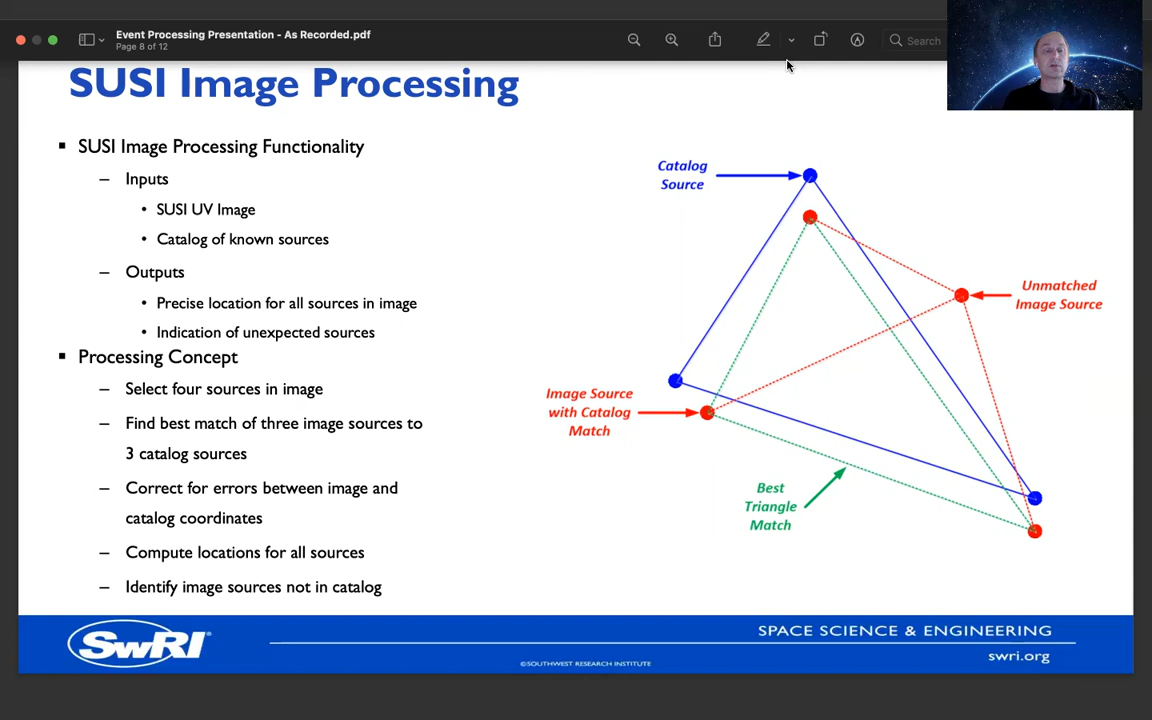 Event Processing Presentation - As Recorded.pdf
Page 8 of 12
Search
SUSI Image Processing
▪ SUSI Image Processing Functionality
– Inputs
• SUSI UV Image
• Catalog of known sources
– Outputs
• Precise location for all sources in image
• Indication of unexpected sources
▪ Processing Concept
– Select four sources in image
– Find best match of three image sources to
3 catalog sources
– Correct for errors between image and
catalog coordinates
– Compute locations for all sources
– Identify image sources not in catalog
Catalog
Source
Unmatched
Image Source
Image Source
with Catalog
Match
Best
Triangle
Match
SwRI®
SPACE SCIENCE & ENGINEERING
©SOUTHWEST RESEARCH INSTITUTE
swri.org